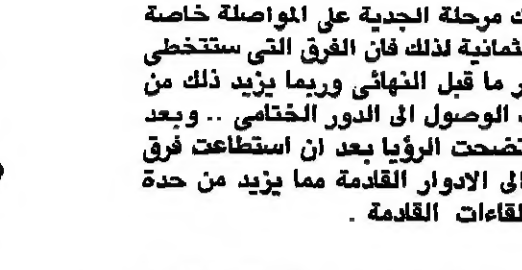 مرحلة الجدية على المواصلة خاصة
ثمانية لذلك فان الفرق التى ستتخطى
ما قبل النهائى وربما يزيد ذلك من
الوصول الى الدور الختامى .. وبعد
تضحت الرؤيا بعد ان استطاعت فرق
الى الادوار القادمة مما يزيد من حدة
لقاءات القادمة .